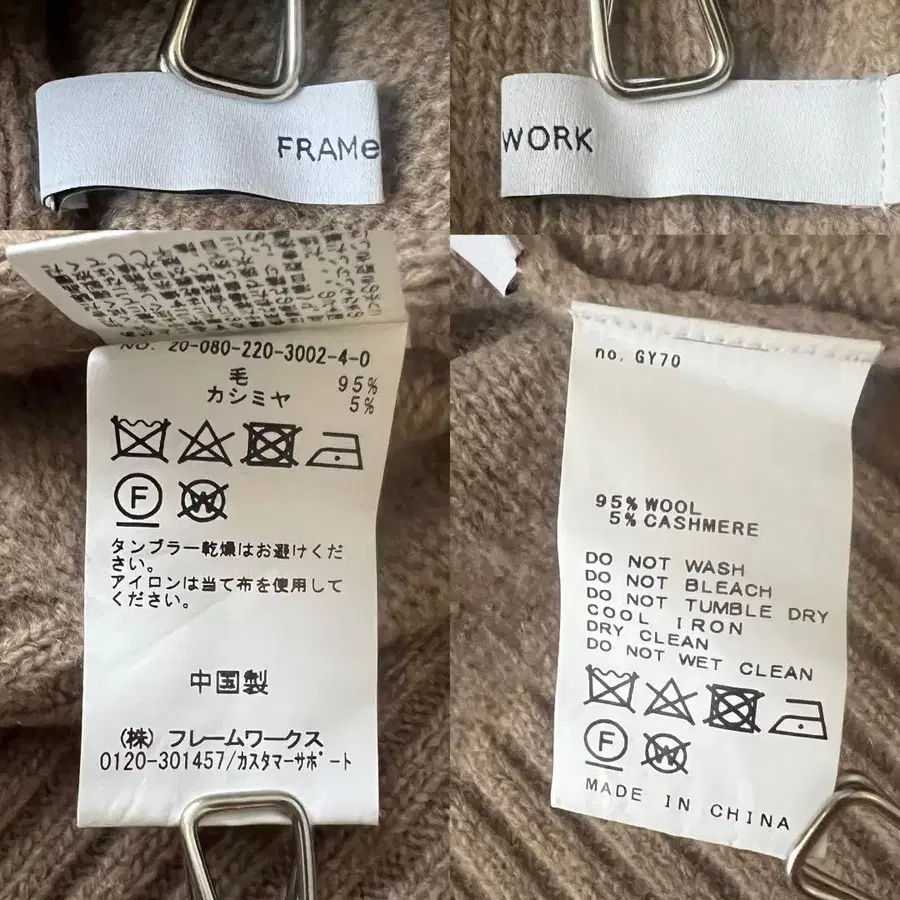 FRAMe
WORK
NO. 20-080-220-3002-4-0
毛 95%
カシミヤ 5%
F
W
タンブラー乾燥はお避けくだ
さい。
アイロンは当て布を使用して
ください。
中国製
(株) フレームワークス
0120-301457/カスタマーサポート
no. GY70
95% WOOL
5% CASHMERE
DO NOT WASH
DO NOT BLEACH
DO NOT TUMBLE DRY
COOL IRON
DRY CLEAN
DO NOT WET CLEAN
F
W
MADE IN CHINA